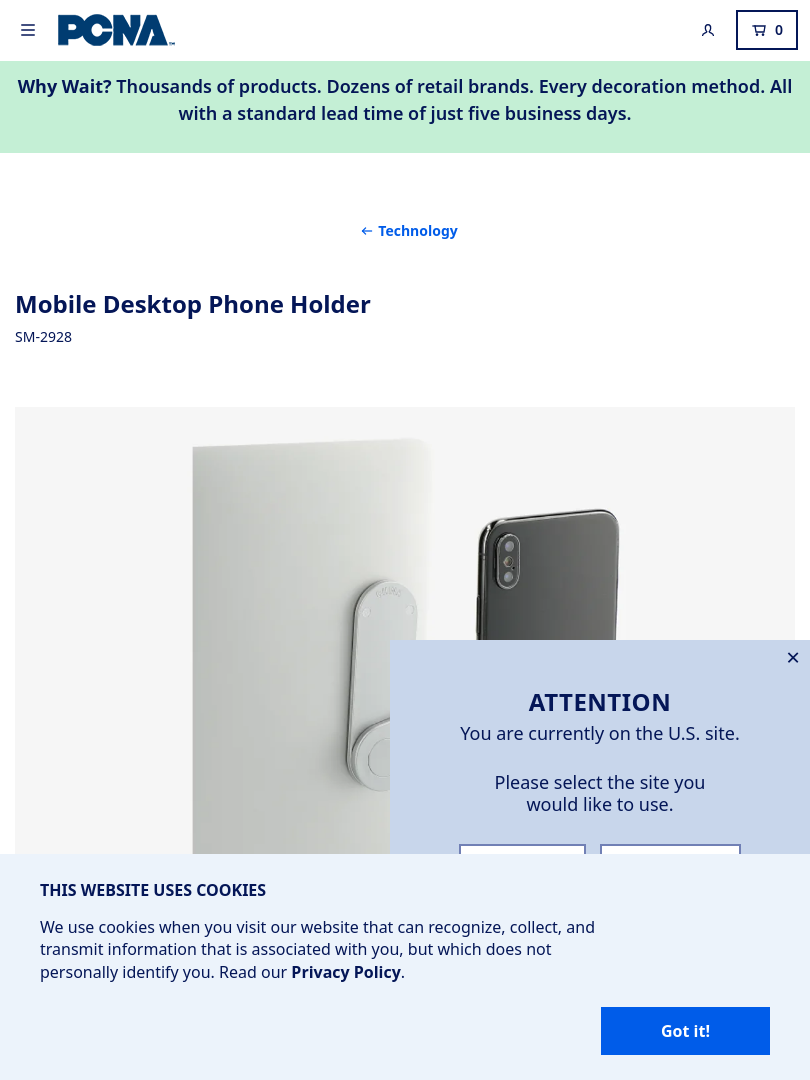 PCNA
0
Why Wait? Thousands of products. Dozens of retail brands. Every decoration method. All
with a standard lead time of just five business days.
← Technology
Mobile Desktop Phone Holder
SM-2928
ATTENTION
You are currently on the U.S. site.
Please select the site you
would like to use.
THIS WEBSITE USES COOKIES
We use cookies when you visit our website that can recognize, collect, and
transmit information that is associated with you, but which does not
personally identify you. Read our Privacy Policy.
Got it!